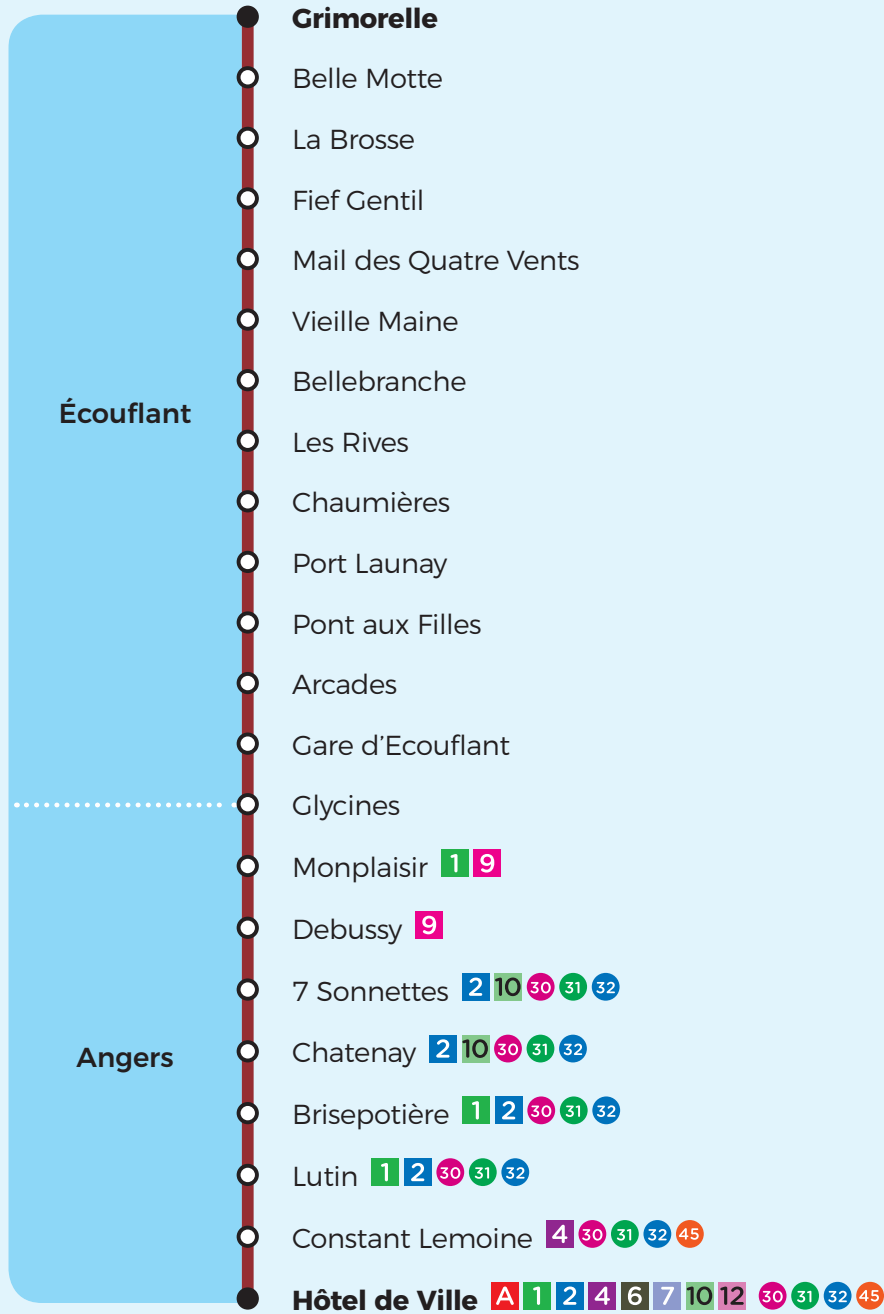 Grimorelle
Belle Motte
La Brosse
Fief Gentil
Mail des Quatre Vents
Vieille Maine
Bellebranche
Écouflant
Les Rives
Chaumières
Port Launay
Pont aux Filles
Arcades
Gare d'Ecouflant
Glycines
Monplaisir 1 9
Debussy 9
7 Sonnettes 2 10 30 31 32
Angers
Chatenay 2 10 30 31 32
Brisepotière 1 2 30 31 32
Lutin 1 2 30 31 32
Constant Lemoine 4 30 31 32 45
Hôtel de Ville A 1 2 4 6 7 10 12 30 31 32 45